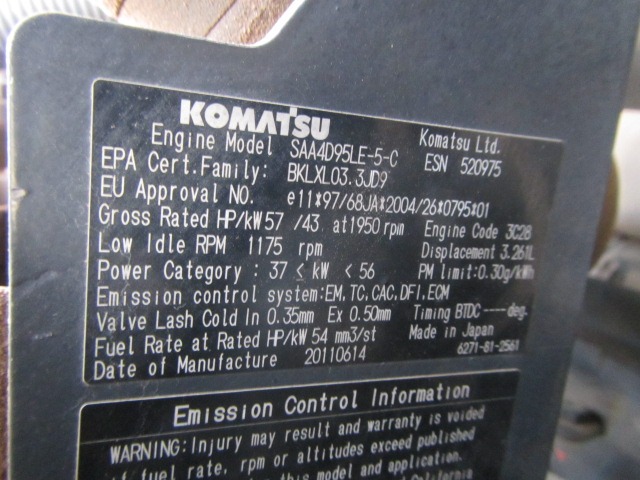 KOMATSU Komatsu Ltd.
Engine Model SAA4D95LE-5-C ESN 520975
EPA Cert.Family: BKLXL03.3JD9
EU Approval NO. e11*97/68JA*2004/26*0795*01
Gross Rated HP/kW 57 /43 at1950 rpm Engine Code 3C28
Low Idle RPM 1175 rpm Displacement 3.261L
Power Category : 37 < kW < 56 PM limit:0.30g/kWh
Emission control system:EM,TC,CAC,DFI,ECM
Valve Lash Cold In 0.35mm Ex 0.50mm Timing BTDC ----deg.
Fuel Rate at Rated HP/kW 54 mm3/st Made in Japan
Date of Manufacture 20110614 6271-81-2561
Emission Control Information
WARNING:Injury may result and warranty is voided
if fuel rate, rpm or altitudes exceed published
this model and application.
California